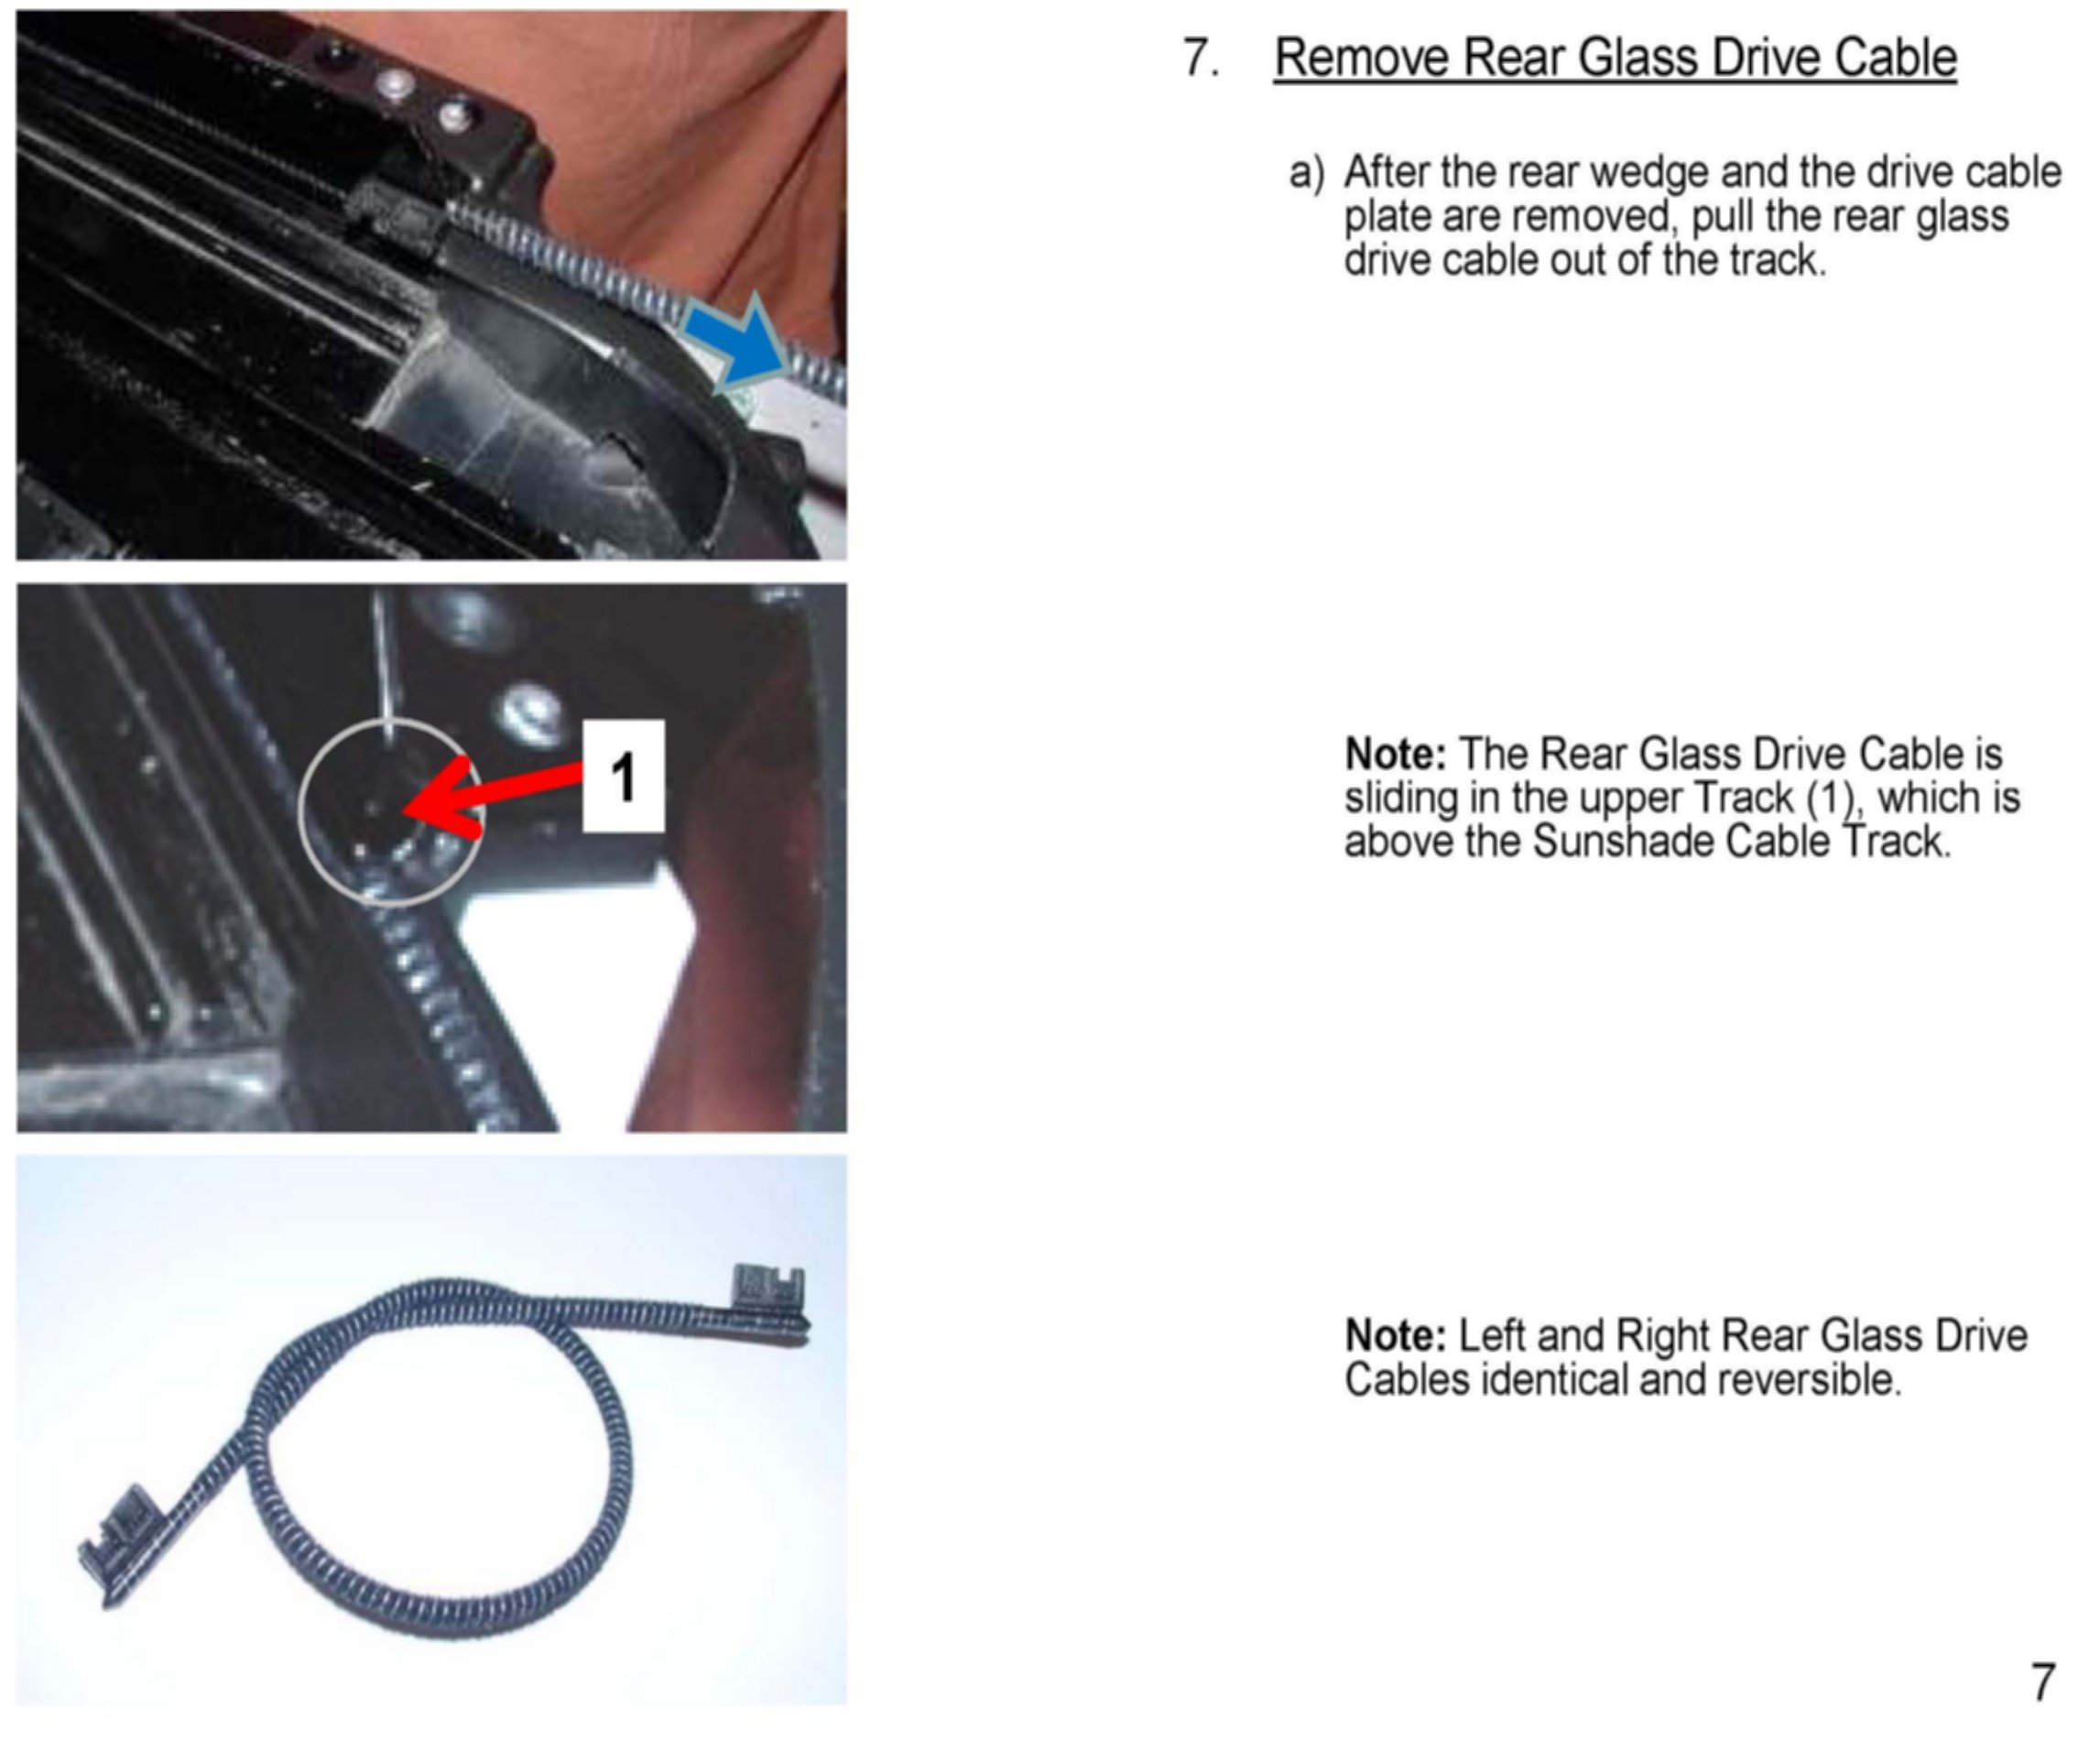 7. Remove Rear Glass Drive Cable
a) After the rear wedge and the drive cable
plate are removed, pull the rear glass
drive cable out of the track.
1
Note: The Rear Glass Drive Cable is
sliding in the upper Track (1), which is
above the Sunshade Cable Track.
Note: Left and Right Rear Glass Drive
Cables identical and reversible.
7